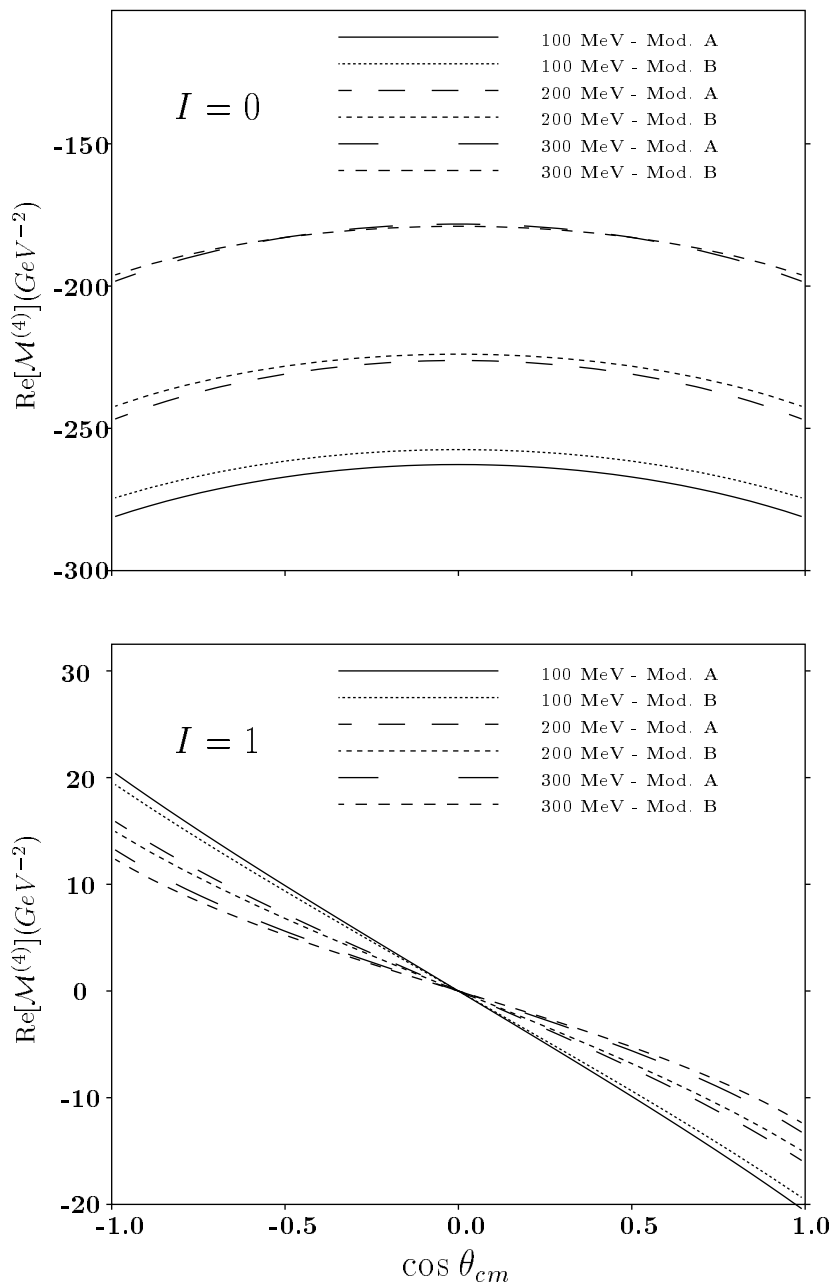 100 MeV - Mod. A
100 MeV - Mod. B
200 MeV - Mod. A
200 MeV - Mod. B
300 MeV - Mod. A
300 MeV - Mod. B
I = 0
-150
-200
-250
-300
Re[M^(4)](GeV^−2)
100 MeV - Mod. A
100 MeV - Mod. B
200 MeV - Mod. A
200 MeV - Mod. B
300 MeV - Mod. A
300 MeV - Mod. B
I = 1
30
20
10
0
-10
-20
Re[M^(4)](GeV^−2)
-1.0 -0.5 0.0 0.5 1.0
cos θ_cm